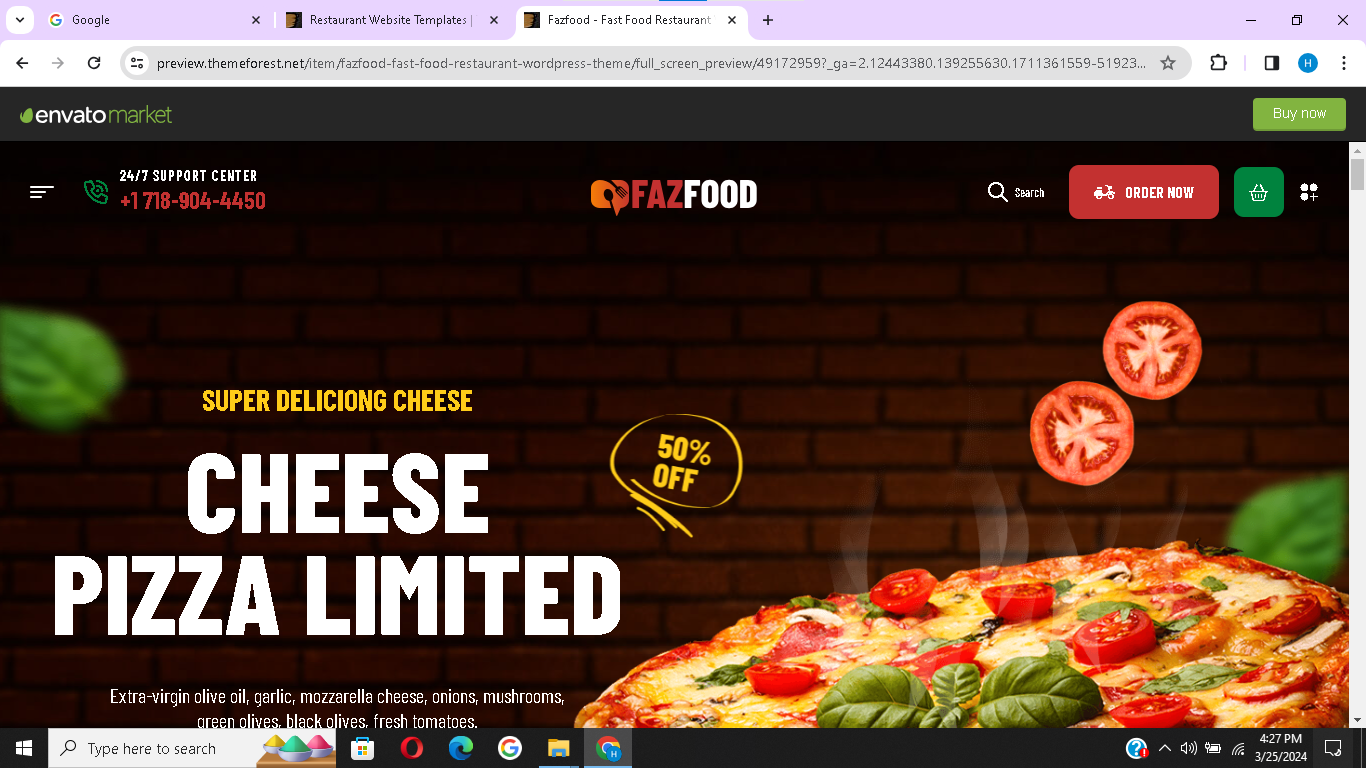 Google
Restaurant Website Templates |
Fazfood - Fast Food Restaurant
preview.themeforest.net/item/fazfood-fast-food-restaurant-wordpress-theme/full_screen_preview/49172959?_ga=2.12443380.139255630.1711361559-51923...
H
envatomarket
Buy now
24/7 SUPPORT CENTER
+1 718-904-4450
FAZFOOD
Search
ORDER NOW
SUPER DELICIONG CHEESE
50%
OFF
CHEESE
PIZZA LIMITED
Extra-virgin olive oil, garlic, mozzarella cheese, onions, mushrooms,
green olives, black olives, fresh tomatoes.
Type here to search
H
4:27 PM
3/25/2024